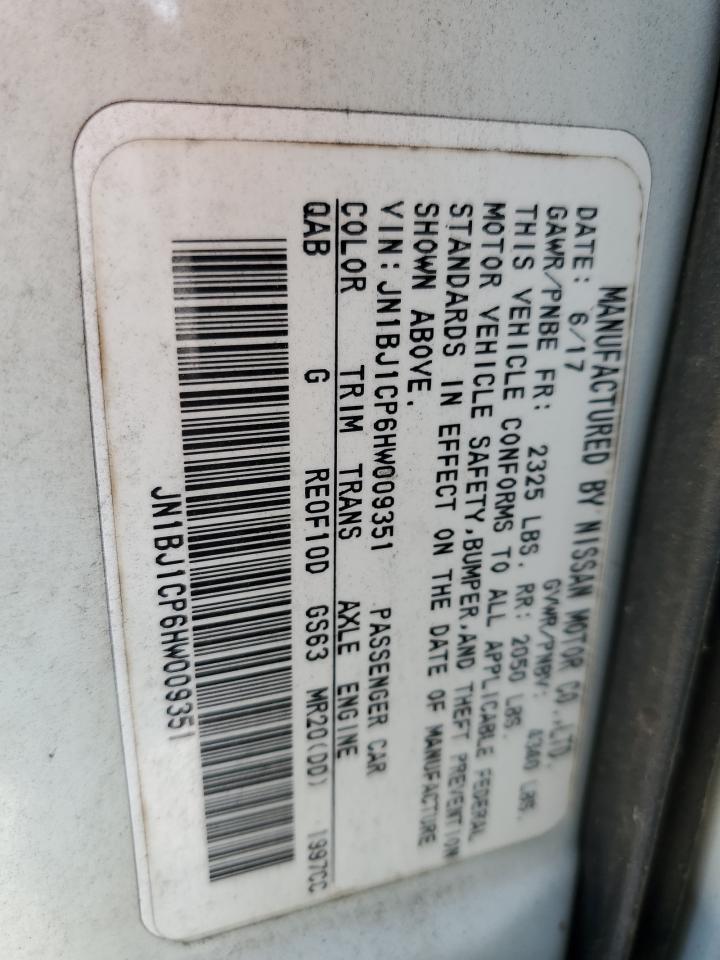 MANUFACTURED BY NISSAN MOTOR CO.,LTD.
DATE: 6/17 GVWR/PNBV: 4340 LBS.
GAWR/PNBE FR: 2325 LBS. RR: 2050 LBS.
THIS VEHICLE CONFORMS TO ALL APPLICABLE FEDERAL
MOTOR VEHICLE SAFETY,BUMPER,AND THEFT PREVENTION
STANDARDS IN EFFECT ON THE DATE OF MANUFACTURE
SHOWN ABOVE.
VIN:JN1BJ1CP6HW009351 PASSENGER CAR
COLOR TRIM TRANS AXLE ENGINE
QAB G RE0F10D GS63 MR20(DD) 1997CC
JN1BJ1CP6HW009351